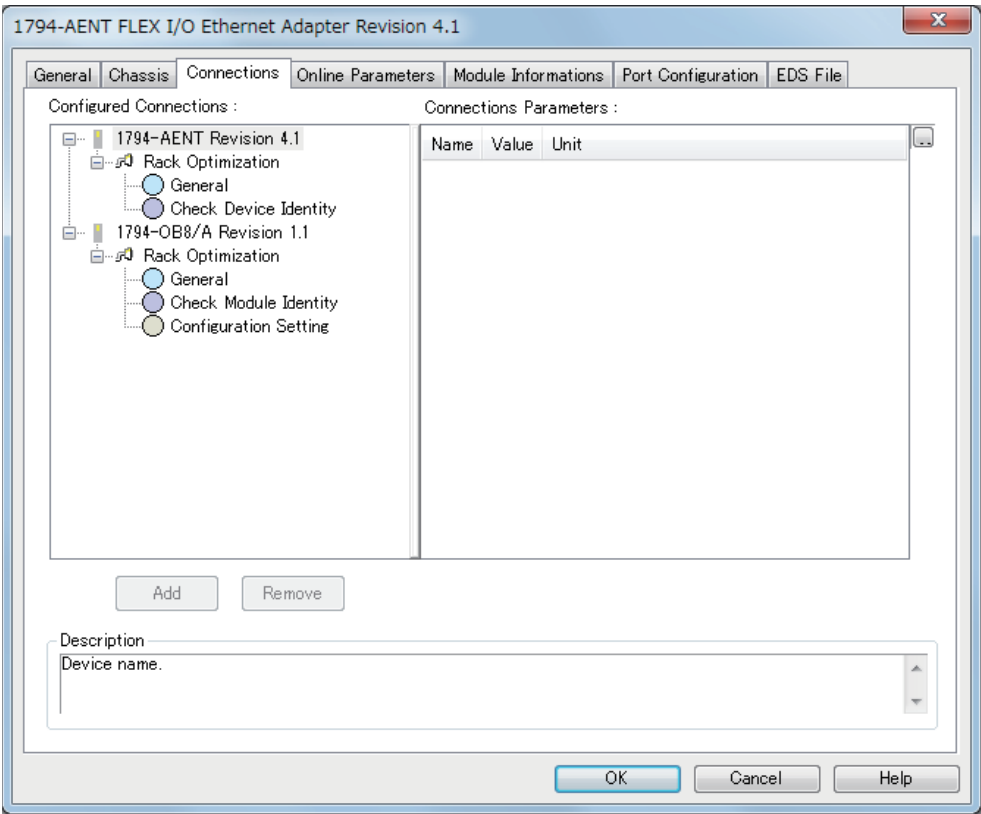 1794-AENT FLEX I/O Ethernet Adapter Revision 4.1
General Chassis Connections Online Parameters Module Informations Port Configuration EDS File
Configured Connections : Connections Parameters :
1794-AENT Revision 4.1
Rack Optimization
General
Check Device Identity
1794-OB8/A Revision 1.1
Rack Optimization
General
Check Module Identity
Configuration Setting
Name Value Unit
...
Add Remove
Description
Device name.
OK Cancel Help